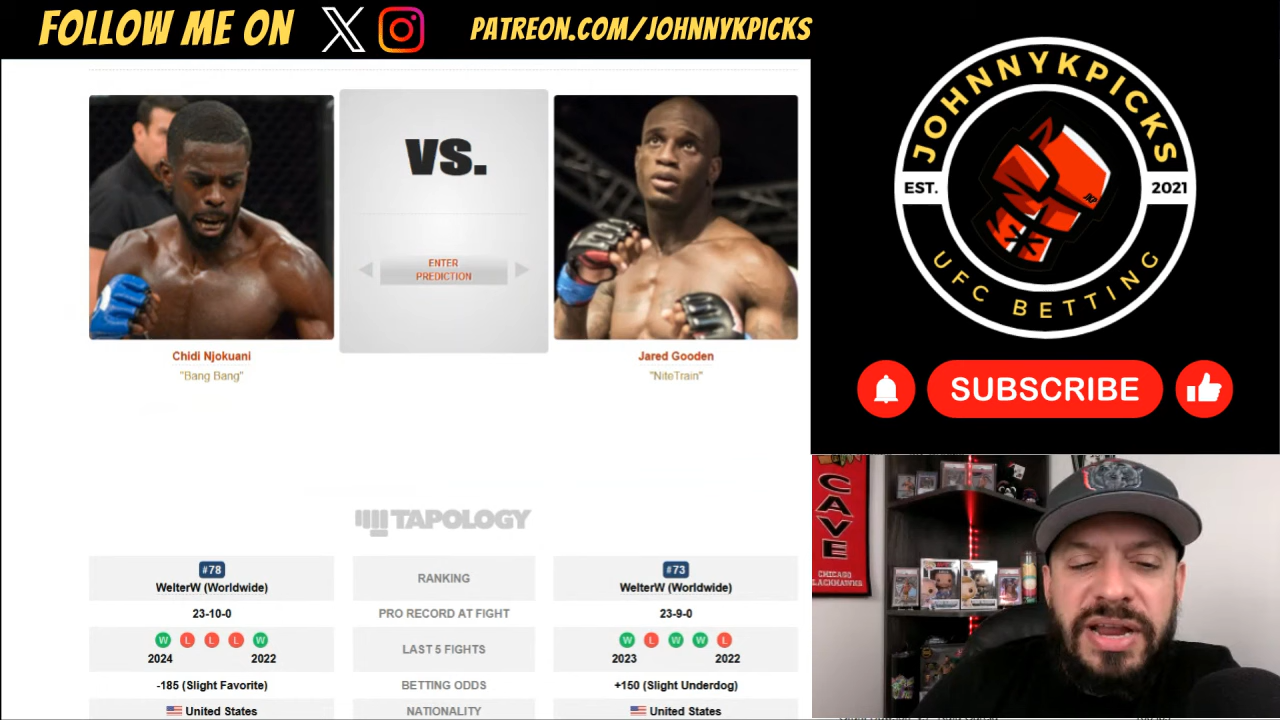 FOLLOW ME ON
PATREON.COM/JOHNNYKPICKS
VS.
ENTER
PREDICTION
Chidi Njokuani
"Bang Bang"
Jared Gooden
"NiteTrain"
TAPOLOGY
#78
WelterW (Worldwide)
RANKING
#73
WelterW (Worldwide)
23-10-0
PRO RECORD AT FIGHT
23-9-0
W L L L W
2024 2022
LAST 5 FIGHTS
W L W W L
2023 2022
-185 (Slight Favorite)
BETTING ODDS
+150 (Slight Underdog)
United States
NATIONALITY
United States
JOHNNYKPICKS
EST.
2021
JKP
UFC BETTING
SUBSCRIBE
CAVE
CHICAGO
BLACKHAWKS